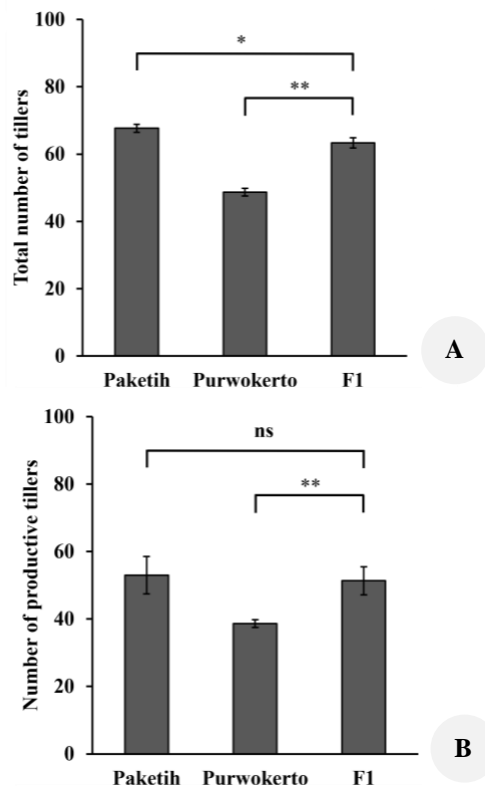 Total number of tillers
100
80
60
40
20
0
*
**
Paketih Purwokerto F1
A
Number of productive tillers
100
80
60
40
20
0
ns
**
Paketih Purwokerto F1
B